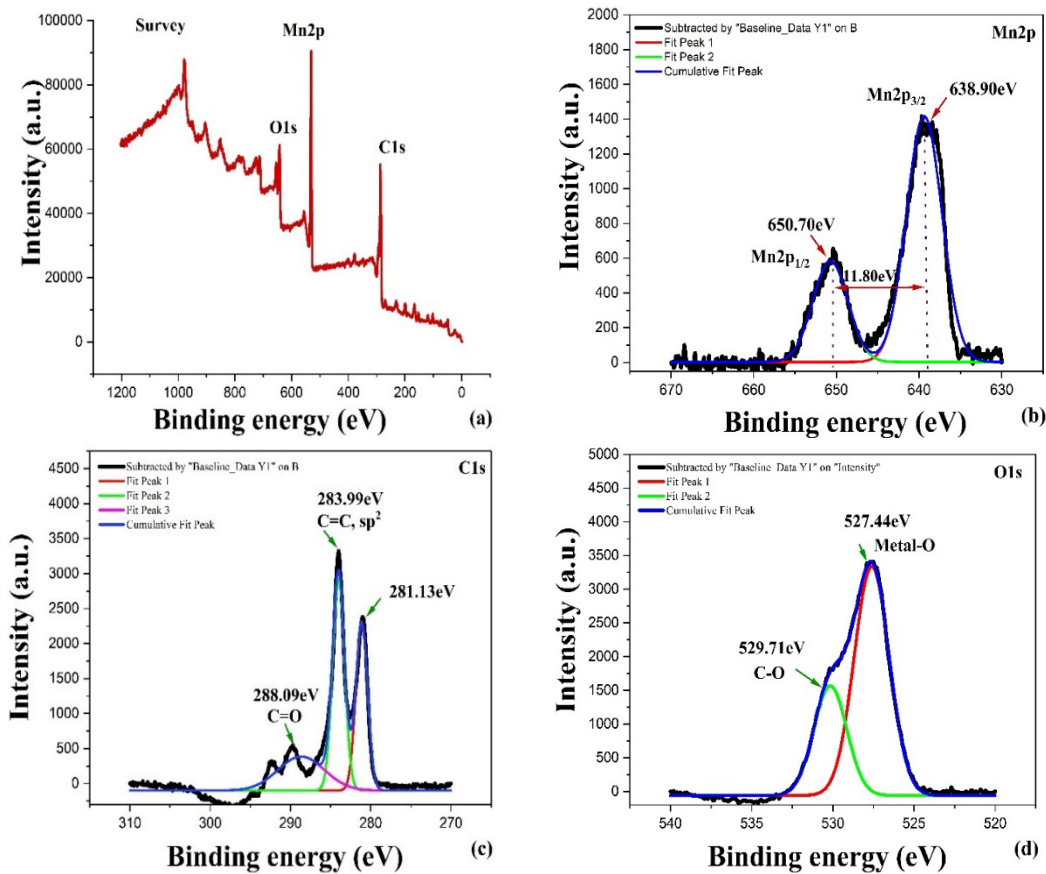 Survey
Mn2p
O1s
C1s
100000
80000
60000
40000
20000
0
1200 1000 800 600 400 200 0
Intensity (a.u.)
Binding energy (eV)
(a)
Subtracted by "Baseline_Data Y1" on B
Fit Peak 1
Fit Peak 2
Cumulative Fit Peak
Mn2p
Mn2p3/2
638.90eV
650.70eV
Mn2p1/2
11.80eV
2000
1800
1600
1400
1200
1000
800
600
400
200
0
670 660 650 640 630
Intensity (a.u.)
Binding energy (eV)
(b)
Subtracted by "Baseline_Data Y1" on B
Fit Peak 1
Fit Peak 2
Fit Peak 3
Cumulative Fit Peak
C1s
283.99eV
C=C, sp2
281.13eV
288.09eV
C=O
4500
4000
3500
3000
2500
2000
1500
1000
500
0
310 300 290 280 270
Intensity (a.u.)
Binding energy (eV)
(c)
Subtracted by "Baseline_Data Y1" on "Intensity"
Fit Peak 1
Fit Peak 2
Cumulative Fit Peak
O1s
527.44eV
Metal-O
529.71eV
C-O
5000
4500
4000
3500
3000
2500
2000
1500
1000
500
0
540 535 530 525 520
Intensity (a.u.)
Binding energy (eV)
(d)